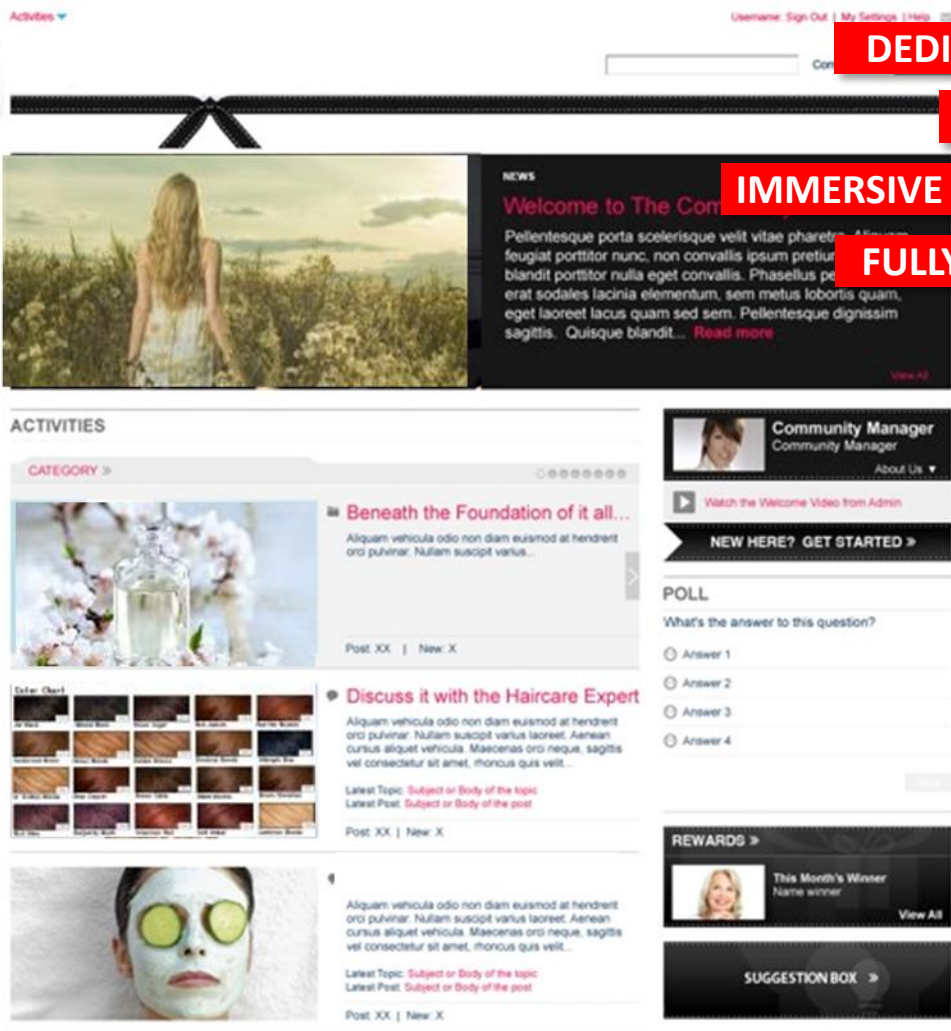 Activities
Username: Sign Out | My Settings | Help
DEDI
IMMERSIVE
FULLY
NEWS
Welcome to The Com
Pellentesque porta scelerisque velit vitae pharetra. Aliquam
feugiat porttitor nunc, non convallis ipsum pretiu
blandit porttitor nulla eget convallis. Phasellus pe
erat sodales lacinia elementum, sem metus lobortis quam,
eget laoreet lacus quam sed sem. Pellentesque dignissim
sagittis. Quisque blandit... Read more
View All
ACTIVITIES
CATEGORY »
Beneath the Foundation of it all...
Aliquam vehicula odio non diam euismod at hendrerit
orci pulvinar. Nullam suscipit varius...
Post: XX | New: X
Color Chart
Discuss it with the Haircare Expert
Aliquam vehicula odio non diam euismod at hendrerit
orci pulvinar. Nullam suscipit varius laoreet. Aenean
cursus aliquet vehicula. Maecenas orci neque, sagittis
vel consectetur sit amet, rhoncus quis velit...
Latest Topic: Subject or Body of the topic
Latest Post: Subject or Body of the post
Post: XX | New: X
Aliquam vehicula odio non diam euismod at hendrerit
orci pulvinar. Nullam suscipit varius laoreet. Aenean
cursus aliquet vehicula. Maecenas orci neque, sagittis
vel consectetur sit amet, rhoncus quis velit...
Latest Topic: Subject or Body of the topic
Latest Post: Subject or Body of the post
Post: XX | New: X
Community Manager
Community Manager
About Us ▼
Watch the Welcome Video from Admin
NEW HERE? GET STARTED »
POLL
What's the answer to this question?
Answer 1
Answer 2
Answer 3
Answer 4
REWARDS »
This Month's Winner
Name winner
View All
SUGGESTION BOX »